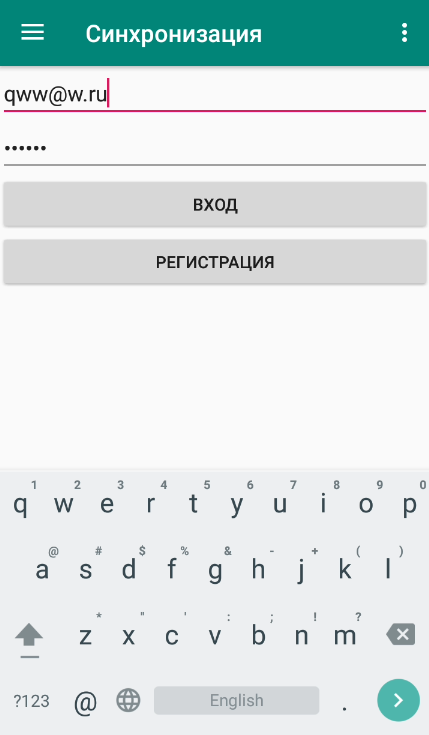 Синхронизация
qww@w.ru
••••••
ВХОД
РЕГИСТРАЦИЯ
1 2 3 4 5 6 7 8 9 0
q w e r t y u i o p
@ # $ % & - + ( )
a s d f g h j k l
* " ' : ; ! ?
z x c v b n m
?123 @ English .